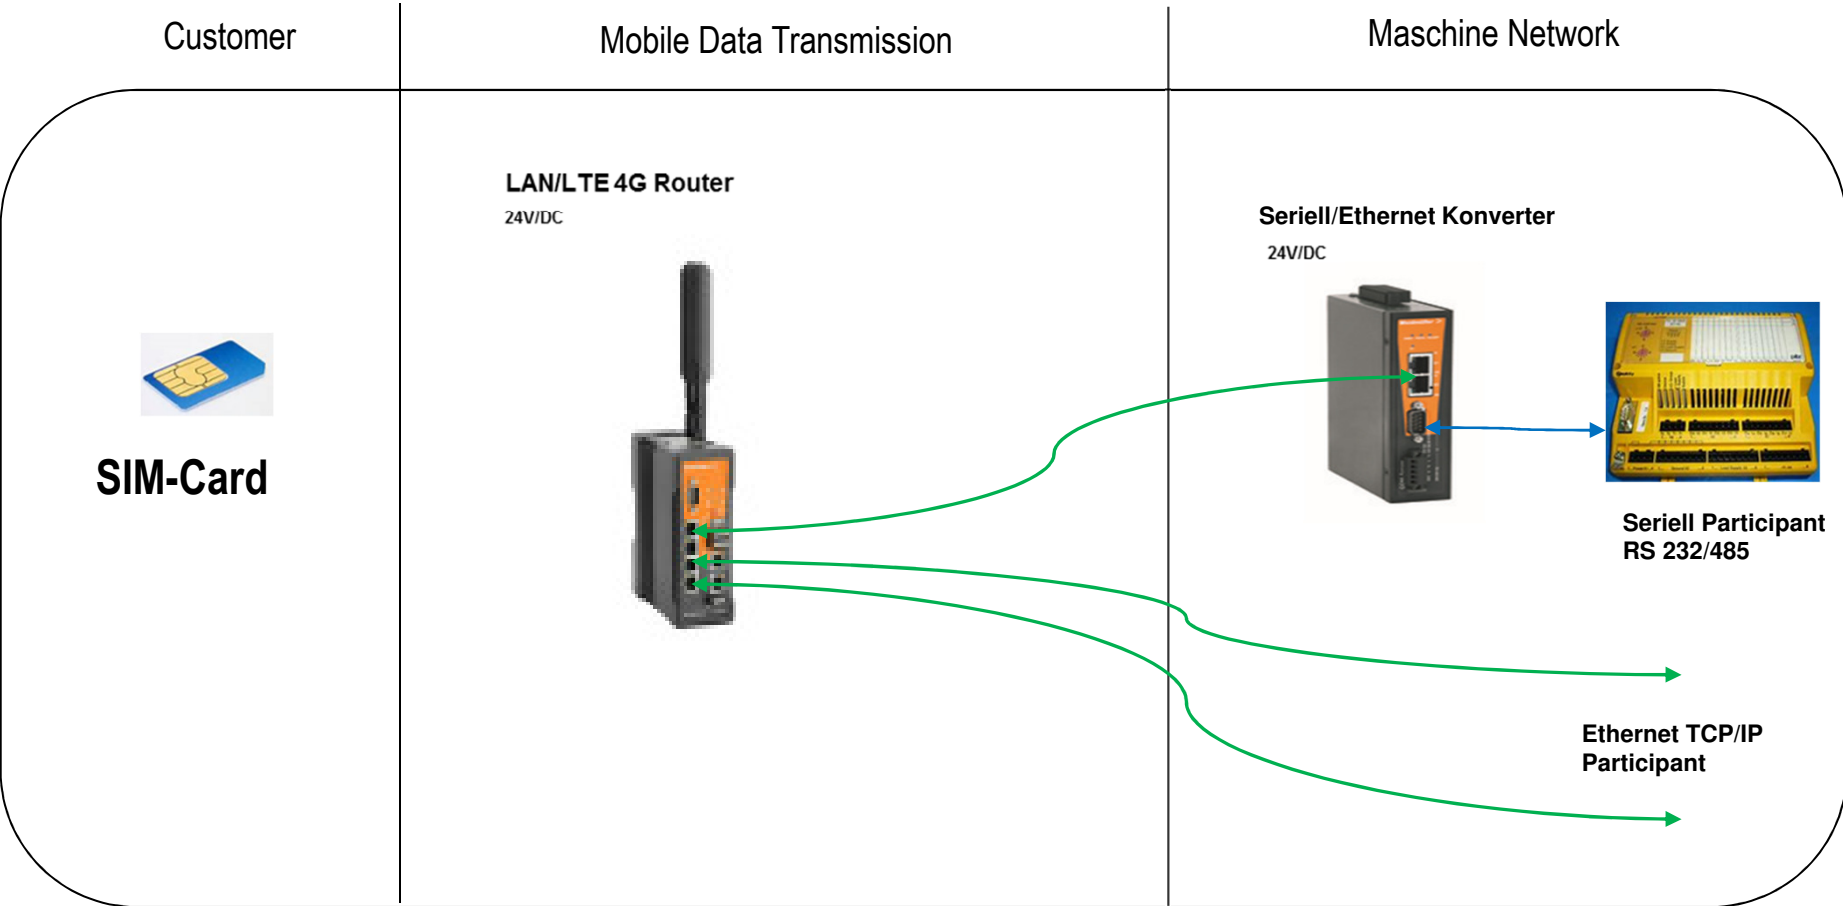 Customer
Mobile Data Transmission
Maschine Network
LAN/LTE 4G Router
24V/DC
Seriell/Ethernet Konverter
24V/DC
SIM-Card
Seriell Participant
RS 232/485
Ethernet TCP/IP
Participant